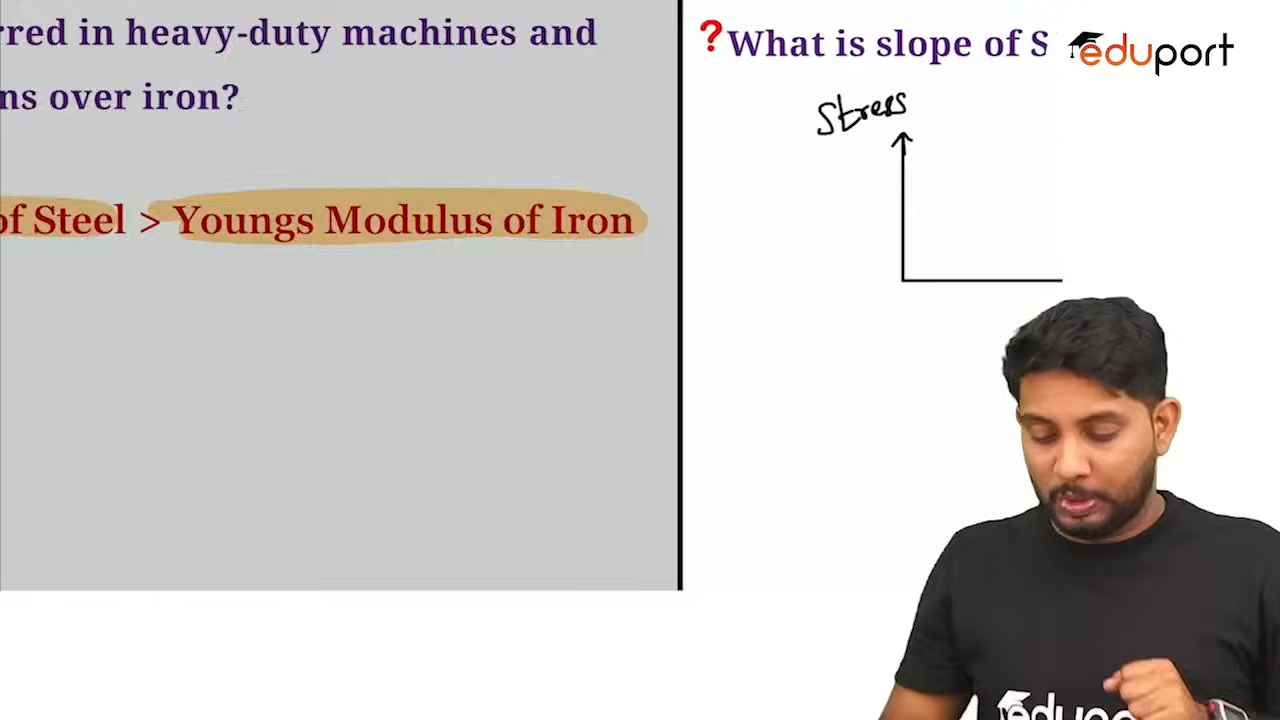 rred in heavy-duty machines and
ns over iron?
of Steel > Youngs Modulus of Iron
?What is slope of S
eduport
Stress
eduport